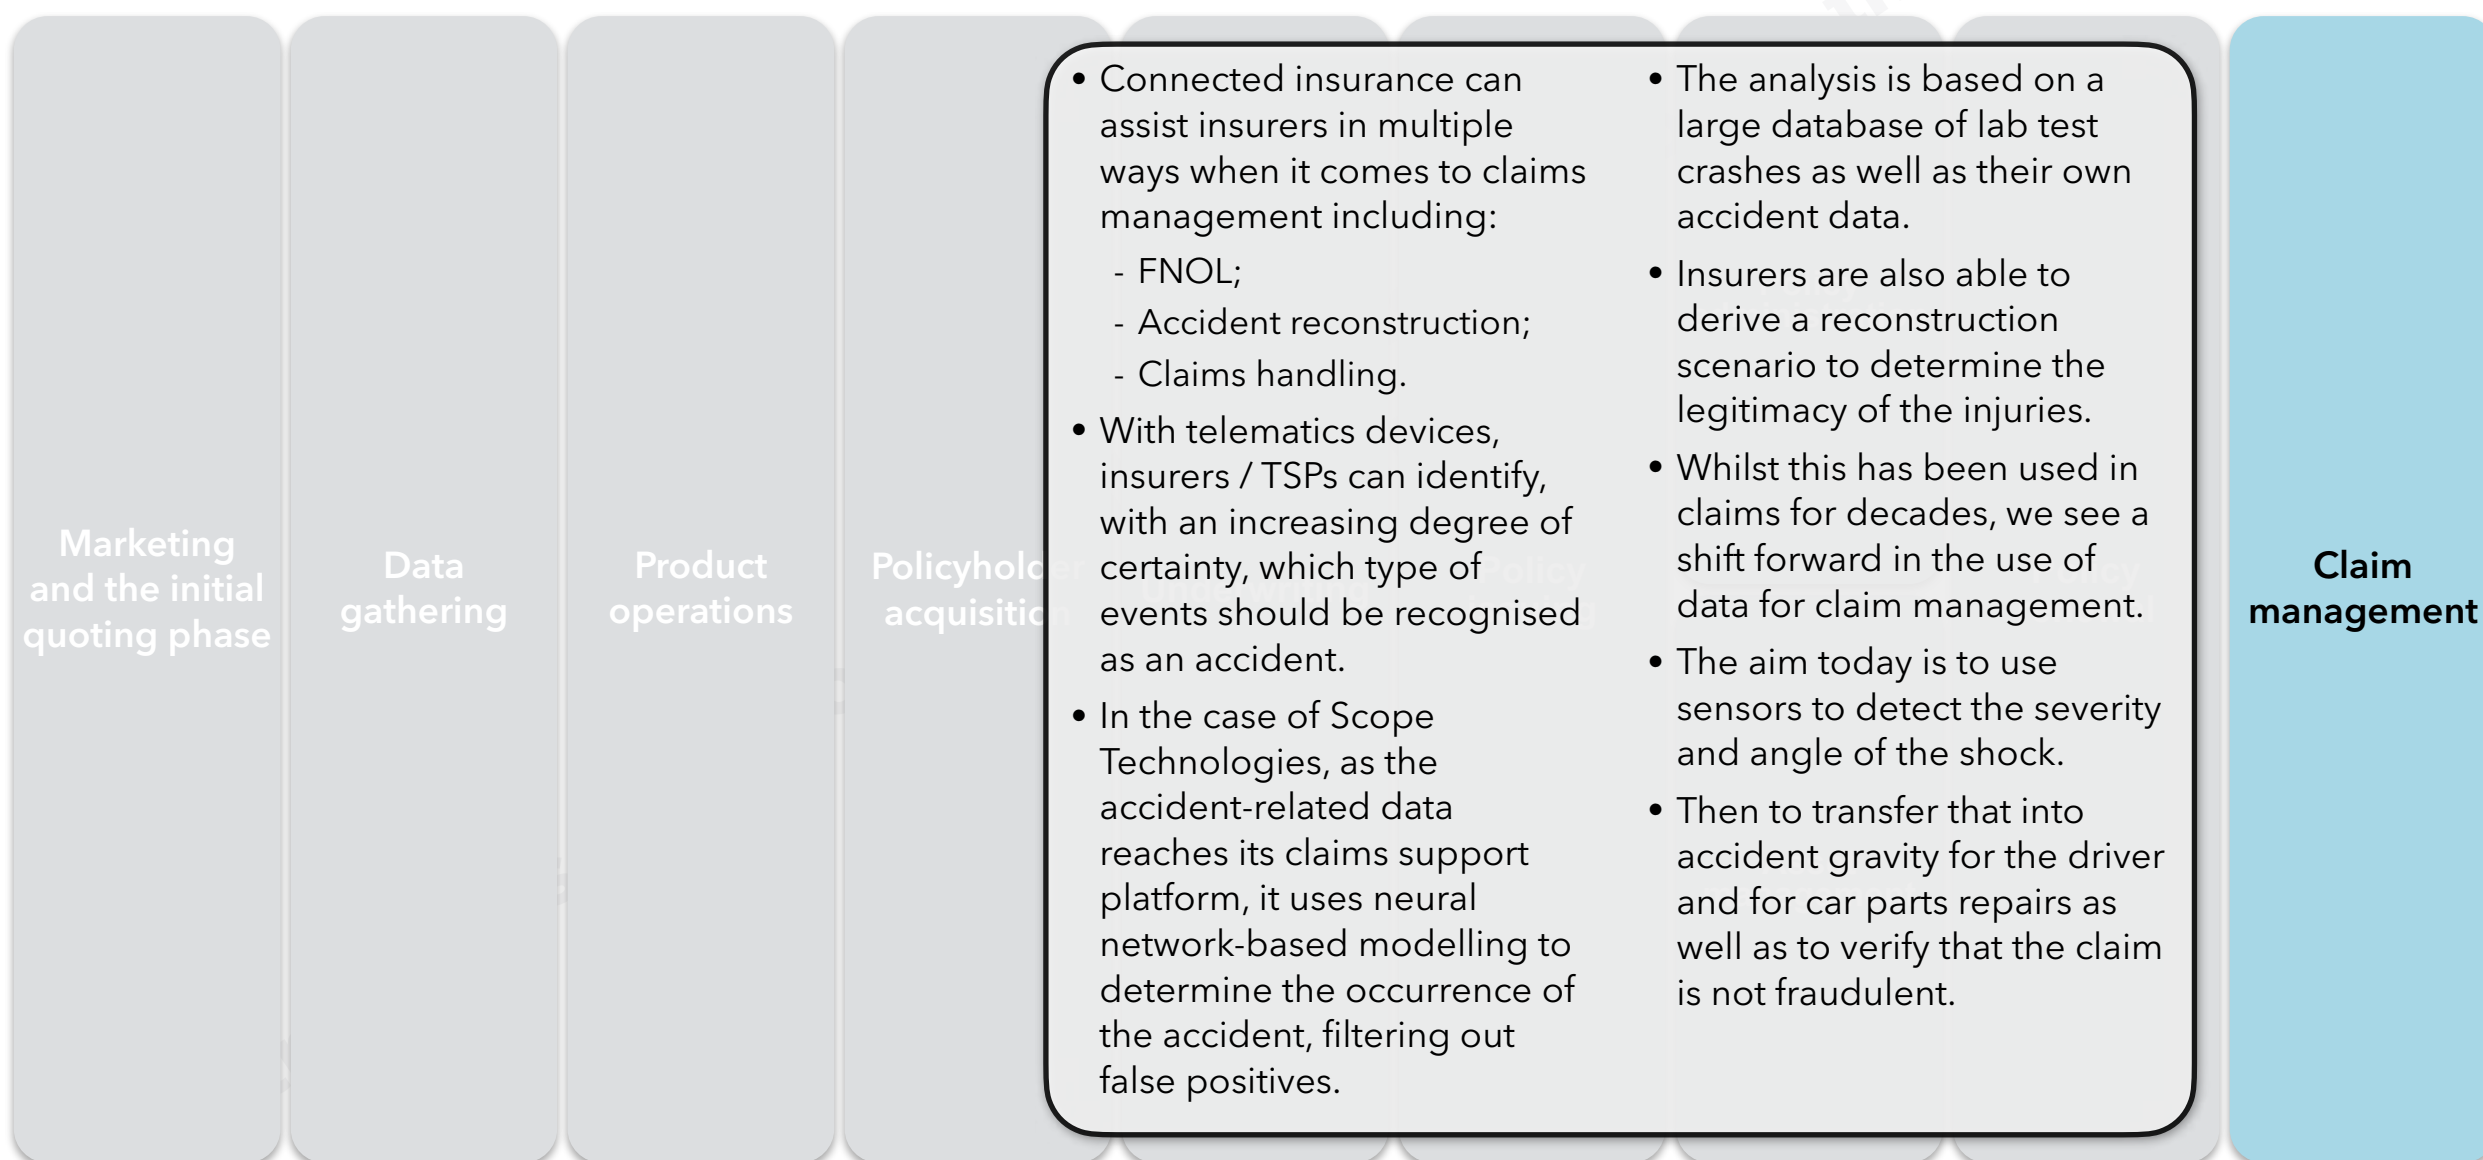 Marketing
and the initial
quoting phase
Data
gathering
Product
operations
Policyholder
acquisition
• Connected insurance can
assist insurers in multiple
ways when it comes to claims
management including:
- FNOL;
- Accident reconstruction;
- Claims handling.
• With telematics devices,
insurers / TSPs can identify,
with an increasing degree of
certainty, which type of
events should be recognised
as an accident.
• In the case of Scope
Technologies, as the
accident-related data
reaches its claims support
platform, it uses neural
network-based modelling to
determine the occurrence of
the accident, filtering out
false positives.
• The analysis is based on a
large database of lab test
crashes as well as their own
accident data.
• Insurers are also able to
derive a reconstruction
scenario to determine the
legitimacy of the injuries.
• Whilst this has been used in
claims for decades, we see a
shift forward in the use of
data for claim management.
• The aim today is to use
sensors to detect the severity
and angle of the shock.
• Then to transfer that into
accident gravity for the driver
and for car parts repairs as
well as to verify that the claim
is not fraudulent.
Claim
management